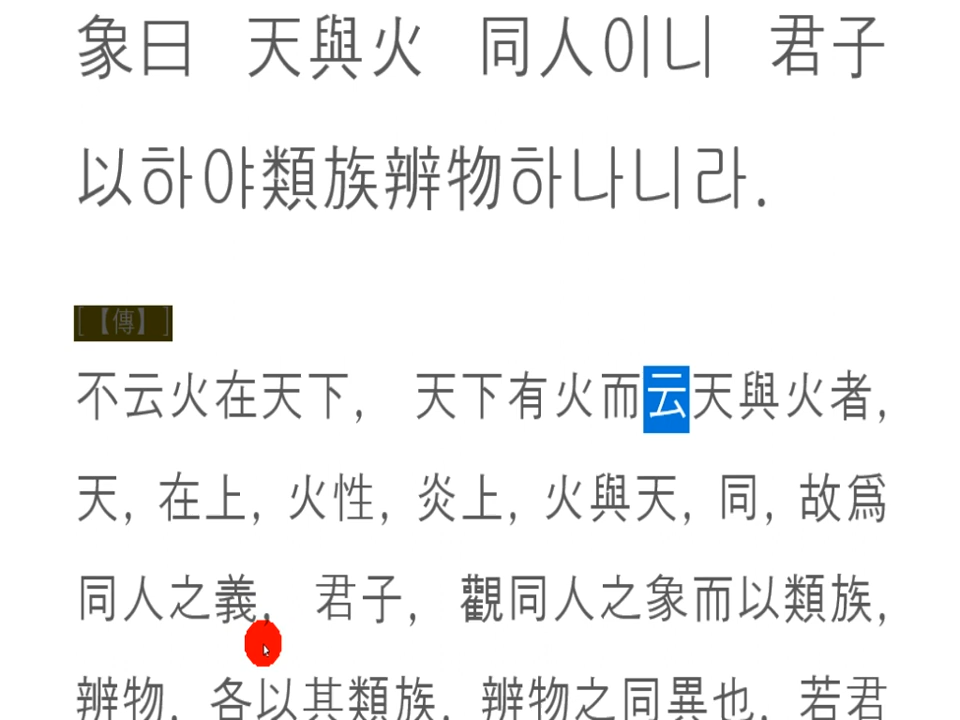 象曰 天與火 同人이니 君子
以하야類族辨物하나니라.
[【傳】]
不云火在天下, 天下有火而云天與火者,
天, 在上, 火性, 炎上, 火與天, 同, 故爲
同人之義, 君子, 觀同人之象而以類族,
辨物, 各以其類族, 辨物之同異也, 若君